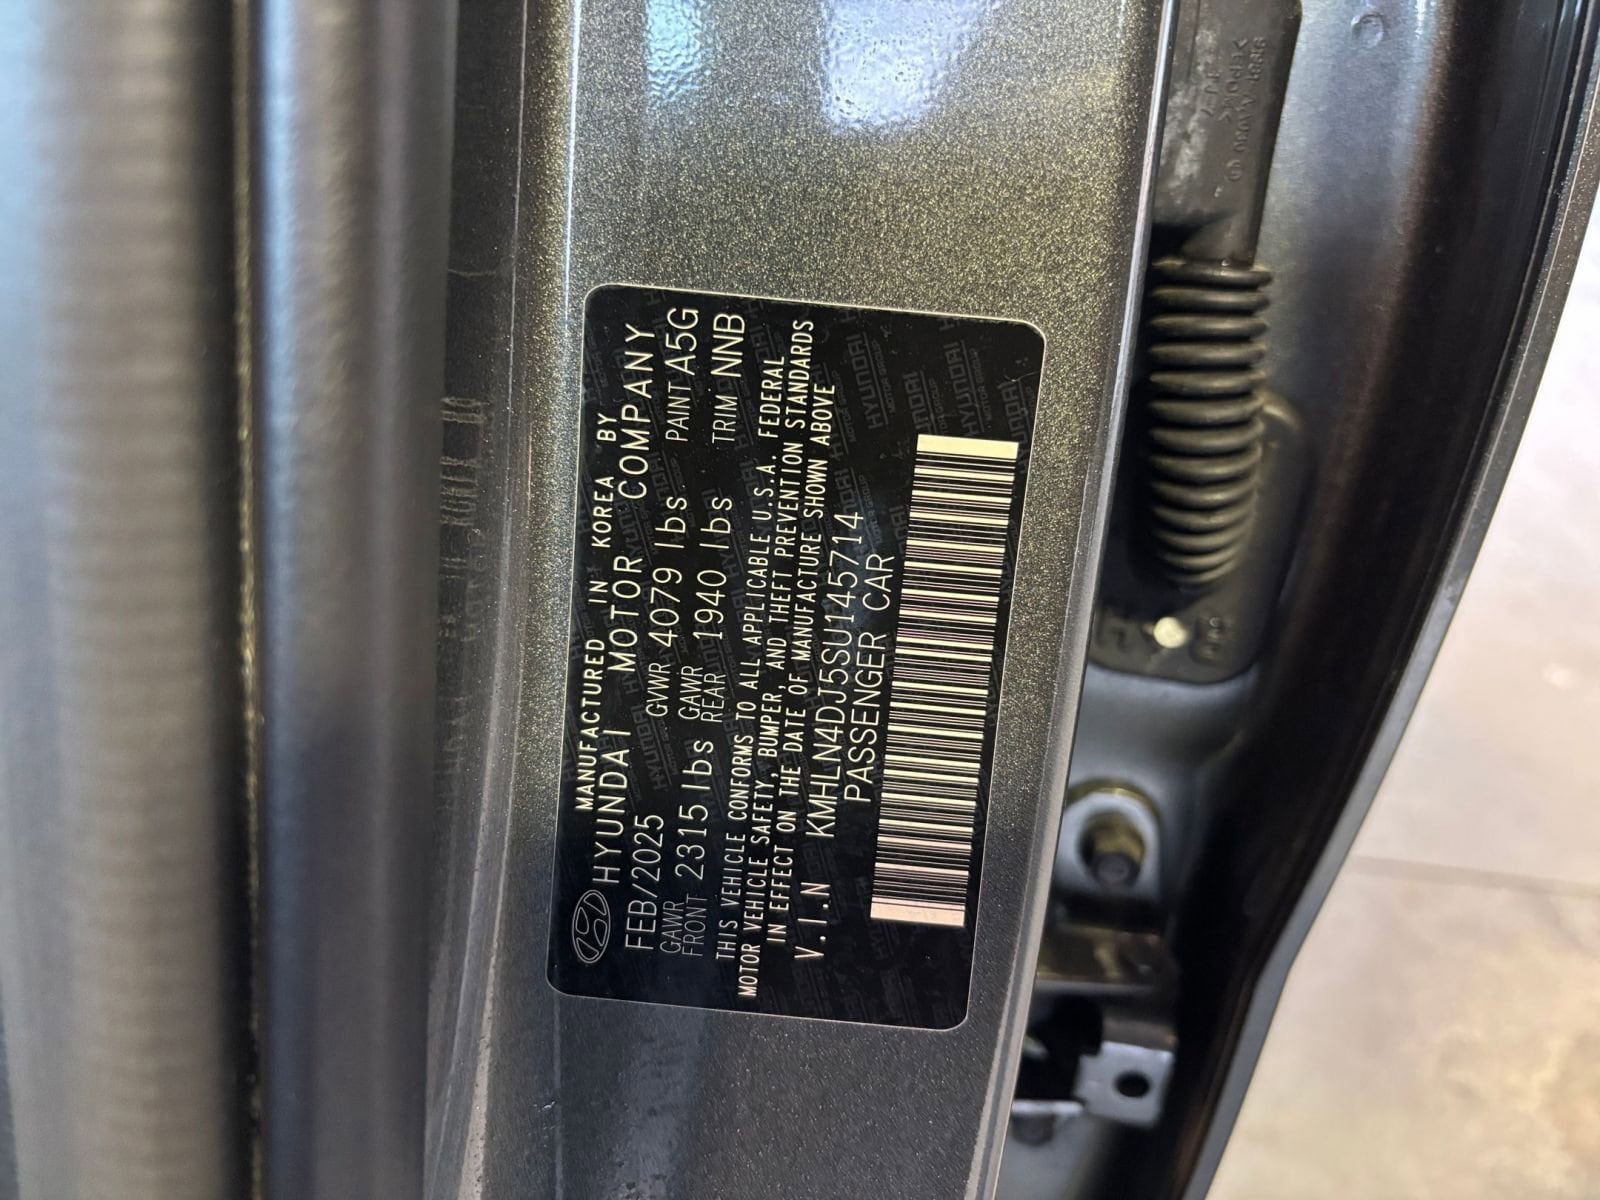 MANUFACTURED IN KOREA BY
HYUNDAI MOTOR COMPANY
FEB/2025 GVWR 4079 lbs PAINT A5G
GAWR FRONT 2315 lbs GAWR REAR 1940 lbs TRIM NNB
THIS VEHICLE CONFORMS TO ALL APPLICABLE U.S.A. FEDERAL
MOTOR VEHICLE SAFETY, BUMPER, AND THEFT PREVENTION STANDARDS
IN EFFECT ON THE DATE OF MANUFACTURE SHOWN ABOVE
V.I.N KMHLN4DJ5SU145714
PASSENGER CAR